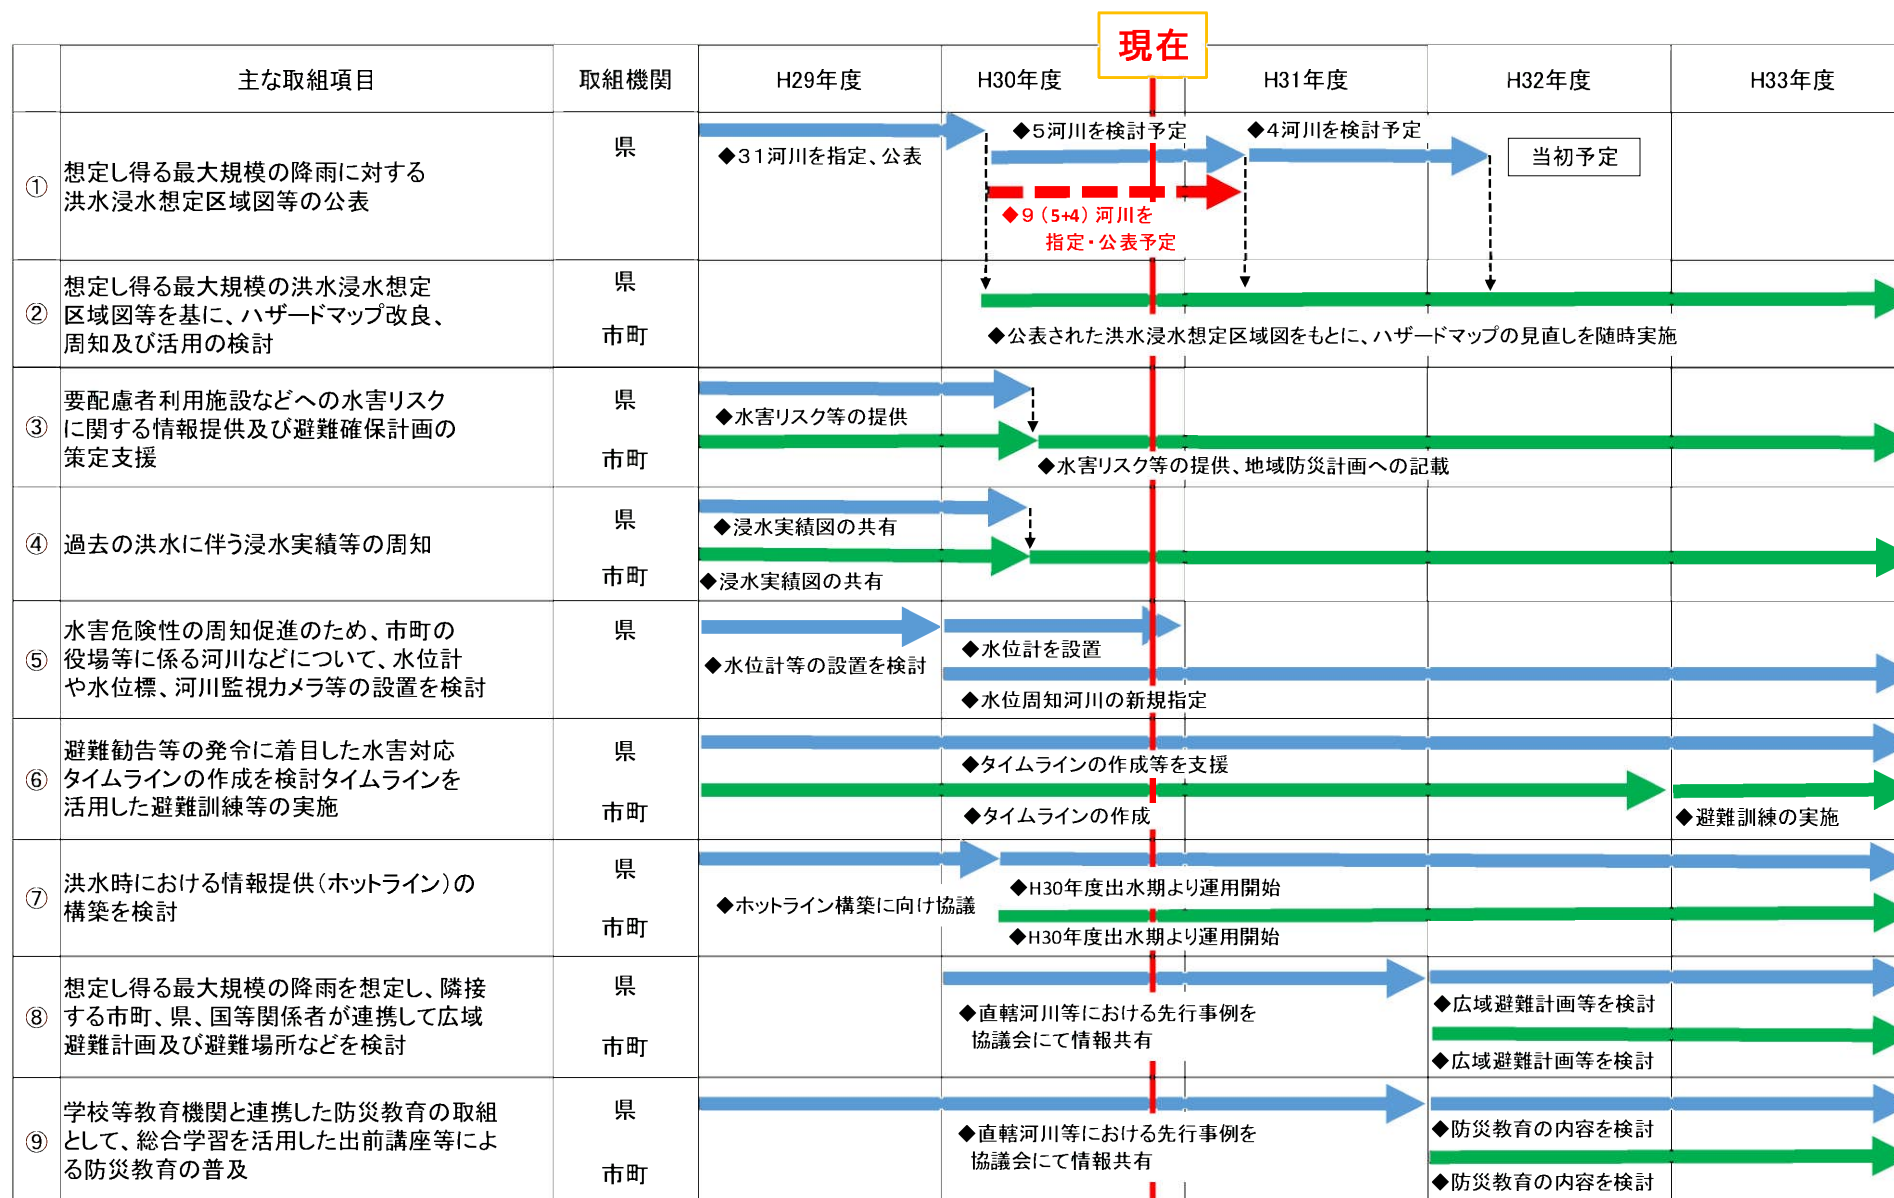 現在
主な取組項目
取組機関
H29年度
H30年度
H31年度
H32年度
H33年度
①
想定し得る最大規模の降雨に対する
洪水浸水想定区域図等の公表
県
◆31河川を指定、公表
◆5河川を検討予定
◆4河川を検討予定
当初予定
◆9(5+4)河川を
指定・公表予定
②
想定し得る最大規模の洪水浸水想定
区域図等を基に、ハザードマップ改良、
周知及び活用の検討
県
市町
◆公表された洪水浸水想定区域図をもとに、ハザードマップの見直しを随時実施
③
要配慮者利用施設などへの水害リスク
に関する情報提供及び避難確保計画の
策定支援
県
市町
◆水害リスク等の提供
◆水害リスク等の提供、地域防災計画への記載
④
過去の洪水に伴う浸水実績等の周知
県
市町
◆浸水実績図の共有
◆浸水実績図の共有
⑤
水害危険性の周知促進のため、市町の
役場等に係る河川などについて、水位計
や水位標、河川監視カメラ等の設置を検討
県
◆水位計等の設置を検討
◆水位計を設置
◆水位周知河川の新規指定
⑥
避難勧告等の発令に着目した水害対応
タイムラインの作成を検討タイムラインを
活用した避難訓練等の実施
県
市町
◆タイムラインの作成等を支援
◆タイムラインの作成
◆避難訓練の実施
⑦
洪水時における情報提供(ホットライン)の
構築を検討
県
市町
◆ホットライン構築に向け協議
◆H30年度出水期より運用開始
◆H30年度出水期より運用開始
⑧
想定し得る最大規模の降雨を想定し、隣接
する市町、県、国等関係者が連携して広域
避難計画及び避難場所などを検討
県
市町
◆直轄河川等における先行事例を
協議会にて情報共有
◆広域避難計画等を検討
◆広域避難計画等を検討
⑨
学校等教育機関と連携した防災教育の取組
として、総合学習を活用した出前講座等によ
る防災教育の普及
県
市町
◆直轄河川等における先行事例を
協議会にて情報共有
◆防災教育の内容を検討
◆防災教育の内容を検討